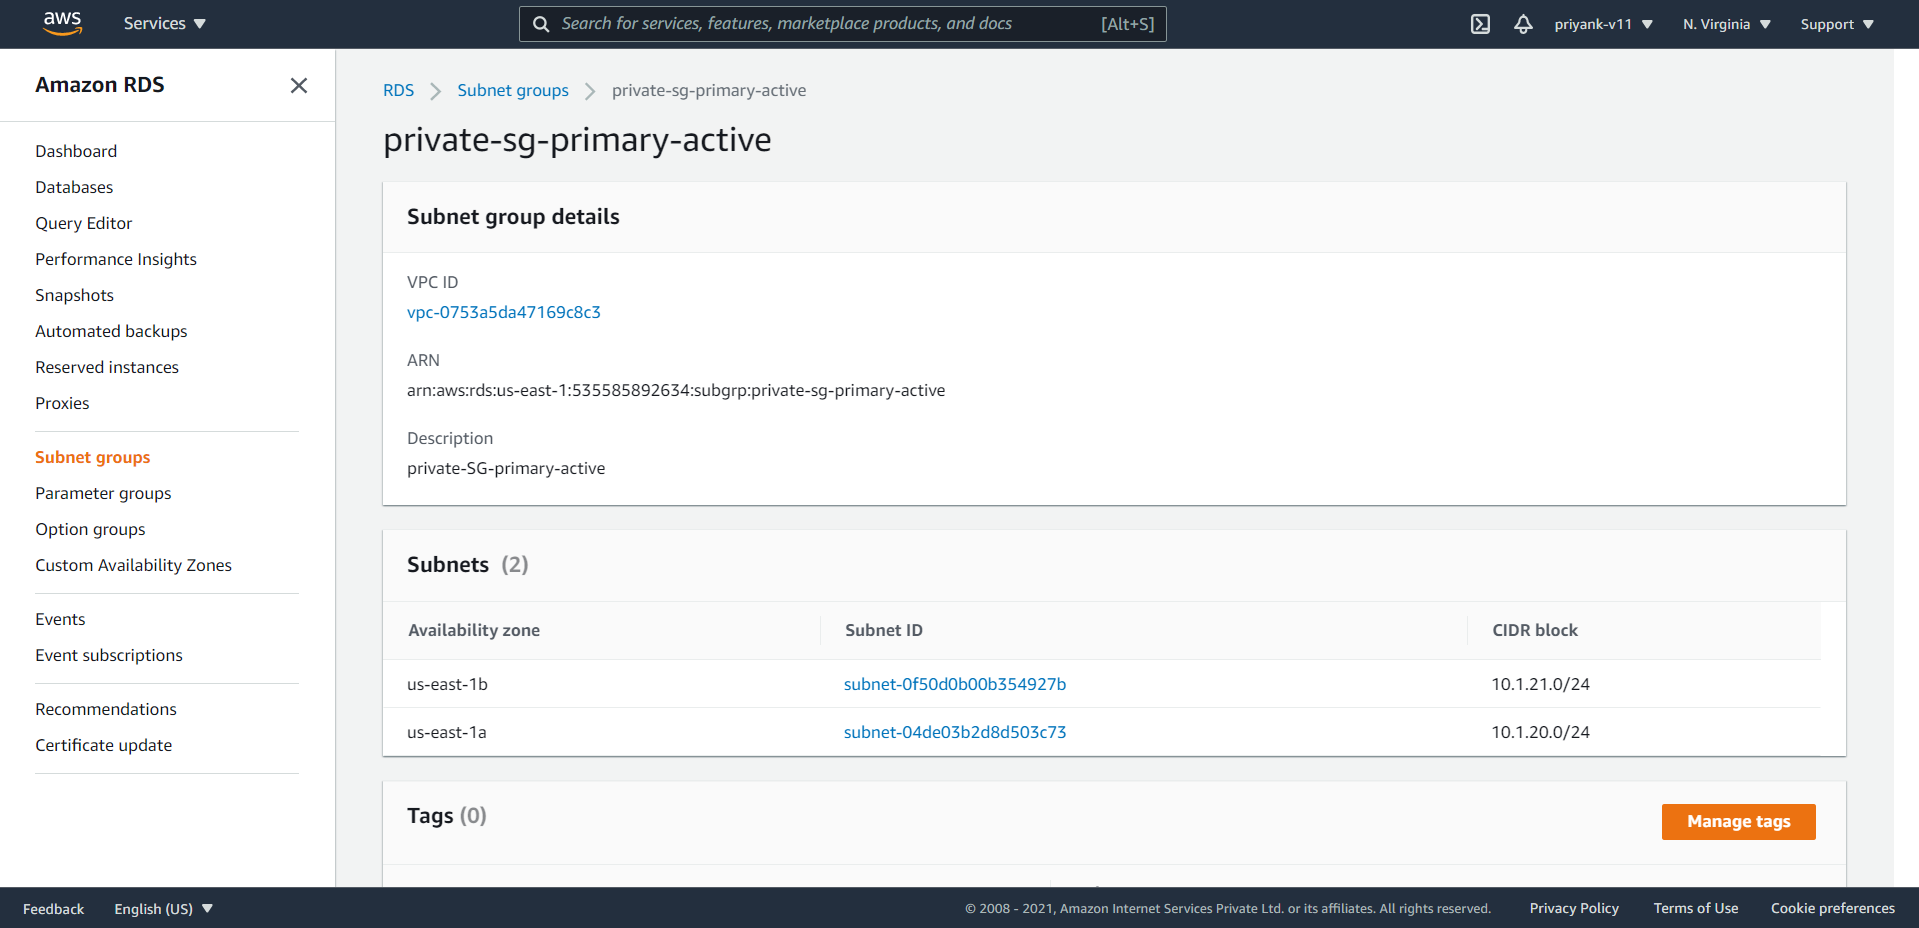 aws
Services
Search for services, features, marketplace products, and docs [Alt+S]
priyank-v11
N. Virginia
Support
Amazon RDS
Dashboard
Databases
Query Editor
Performance Insights
Snapshots
Automated backups
Reserved instances
Proxies
Subnet groups
Parameter groups
Option groups
Custom Availability Zones
Events
Event subscriptions
Recommendations
Certificate update
RDS > Subnet groups > private-sg-primary-active
private-sg-primary-active
Subnet group details
VPC ID
vpc-0753a5da47169c8c3
ARN
arn:aws:rds:us-east-1:535585892634:subgrp:private-sg-primary-active
Description
private-SG-primary-active
Subnets (2)
Availability zone Subnet ID CIDR block
us-east-1b subnet-0f50d0b00b354927b 10.1.21.0/24
us-east-1a subnet-04de03b2d8d503c73 10.1.20.0/24
Tags (0)
Manage tags
Feedback
English (US)
© 2008 - 2021, Amazon Internet Services Private Ltd. or its affiliates. All rights reserved.
Privacy Policy
Terms of Use
Cookie preferences